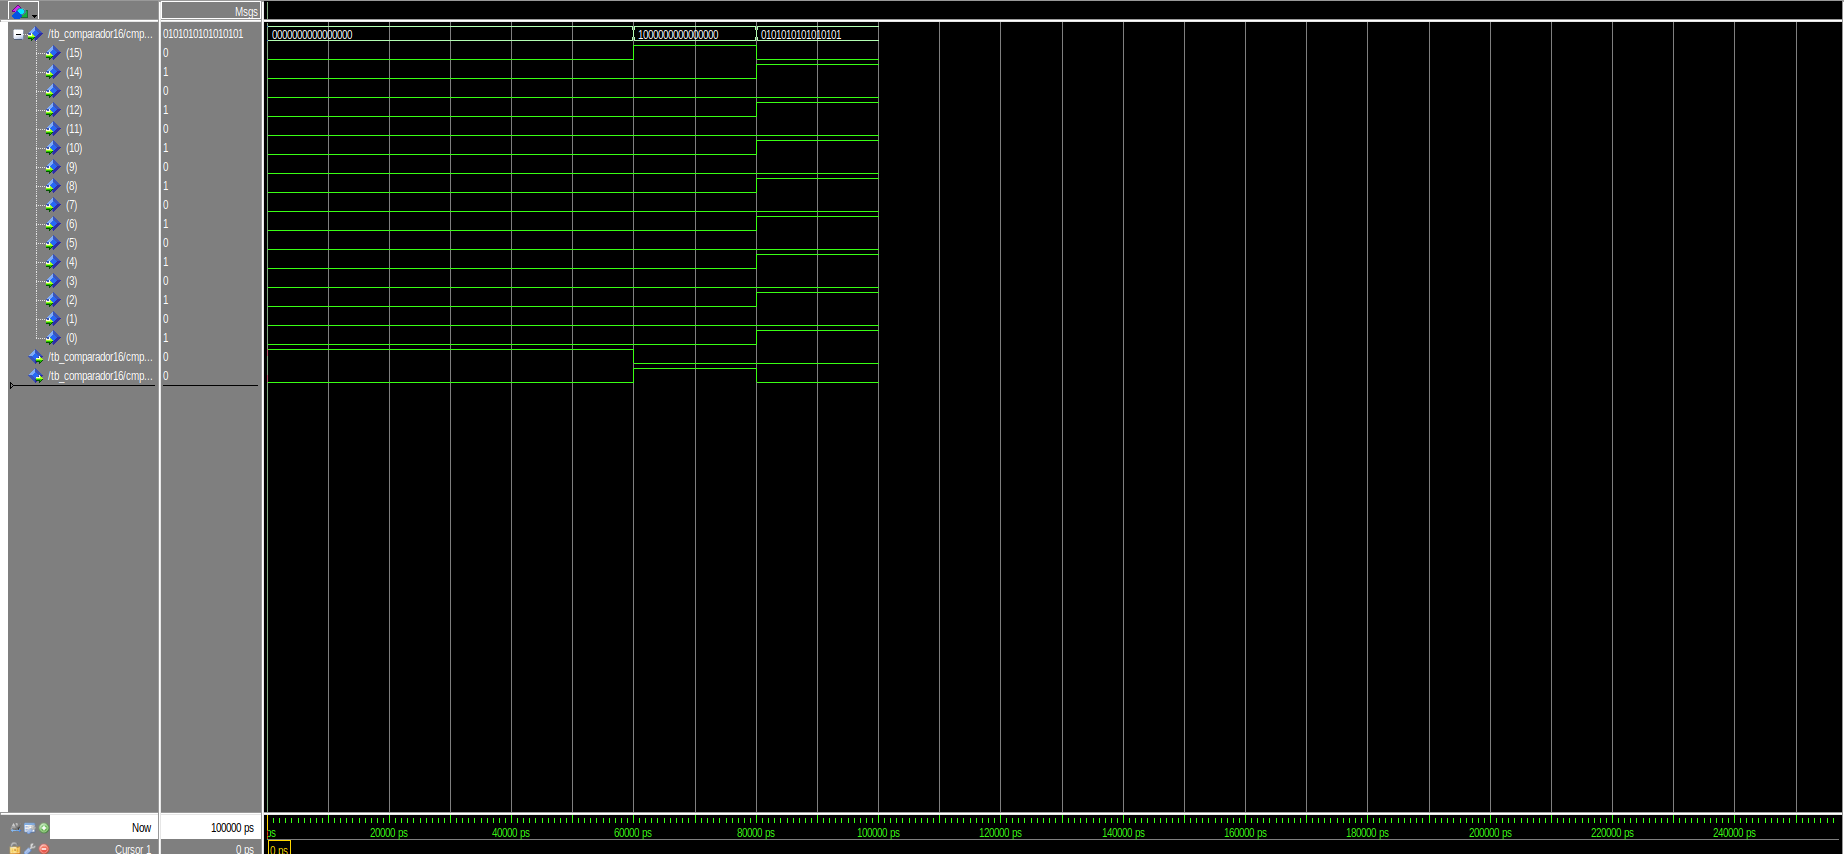 Msgs
/tb_comparador16/cmp... 0101010101010101 0000000000000000 1000000000000000 0101010101010101
(15) 0
(14) 1
(13) 0
(12) 1
(11) 0
(10) 1
(9) 0
(8) 1
(7) 0
(6) 1
(5) 0
(4) 1
(3) 0
(2) 1
(1) 0
(0) 1
/tb_comparador16/cmp... 0
/tb_comparador16/cmp... 0
Now 100000 ps ps 20000 ps 40000 ps 60000 ps 80000 ps 100000 ps 120000 ps 140000 ps 160000 ps 180000 ps 200000 ps 220000 ps 240000 ps
Cursor 1 0 ps 0 ps